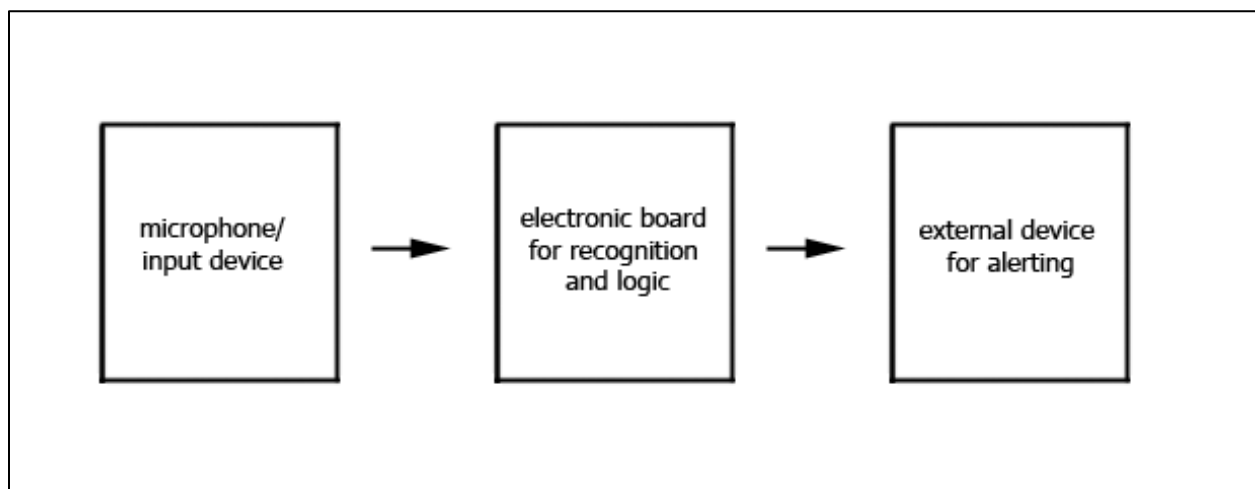 microphone/
input device
electronic board
for recognition
and logic
external device
for alerting